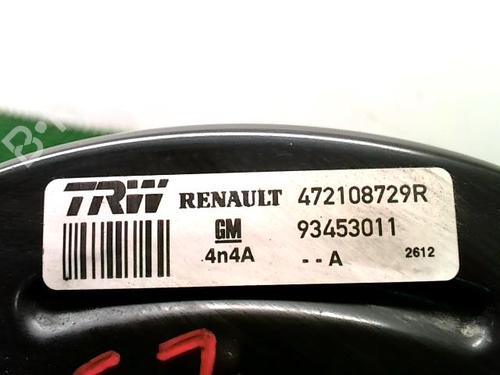 TRW RENAULT 472108729R
GM 93453011
4n4A --A 2612